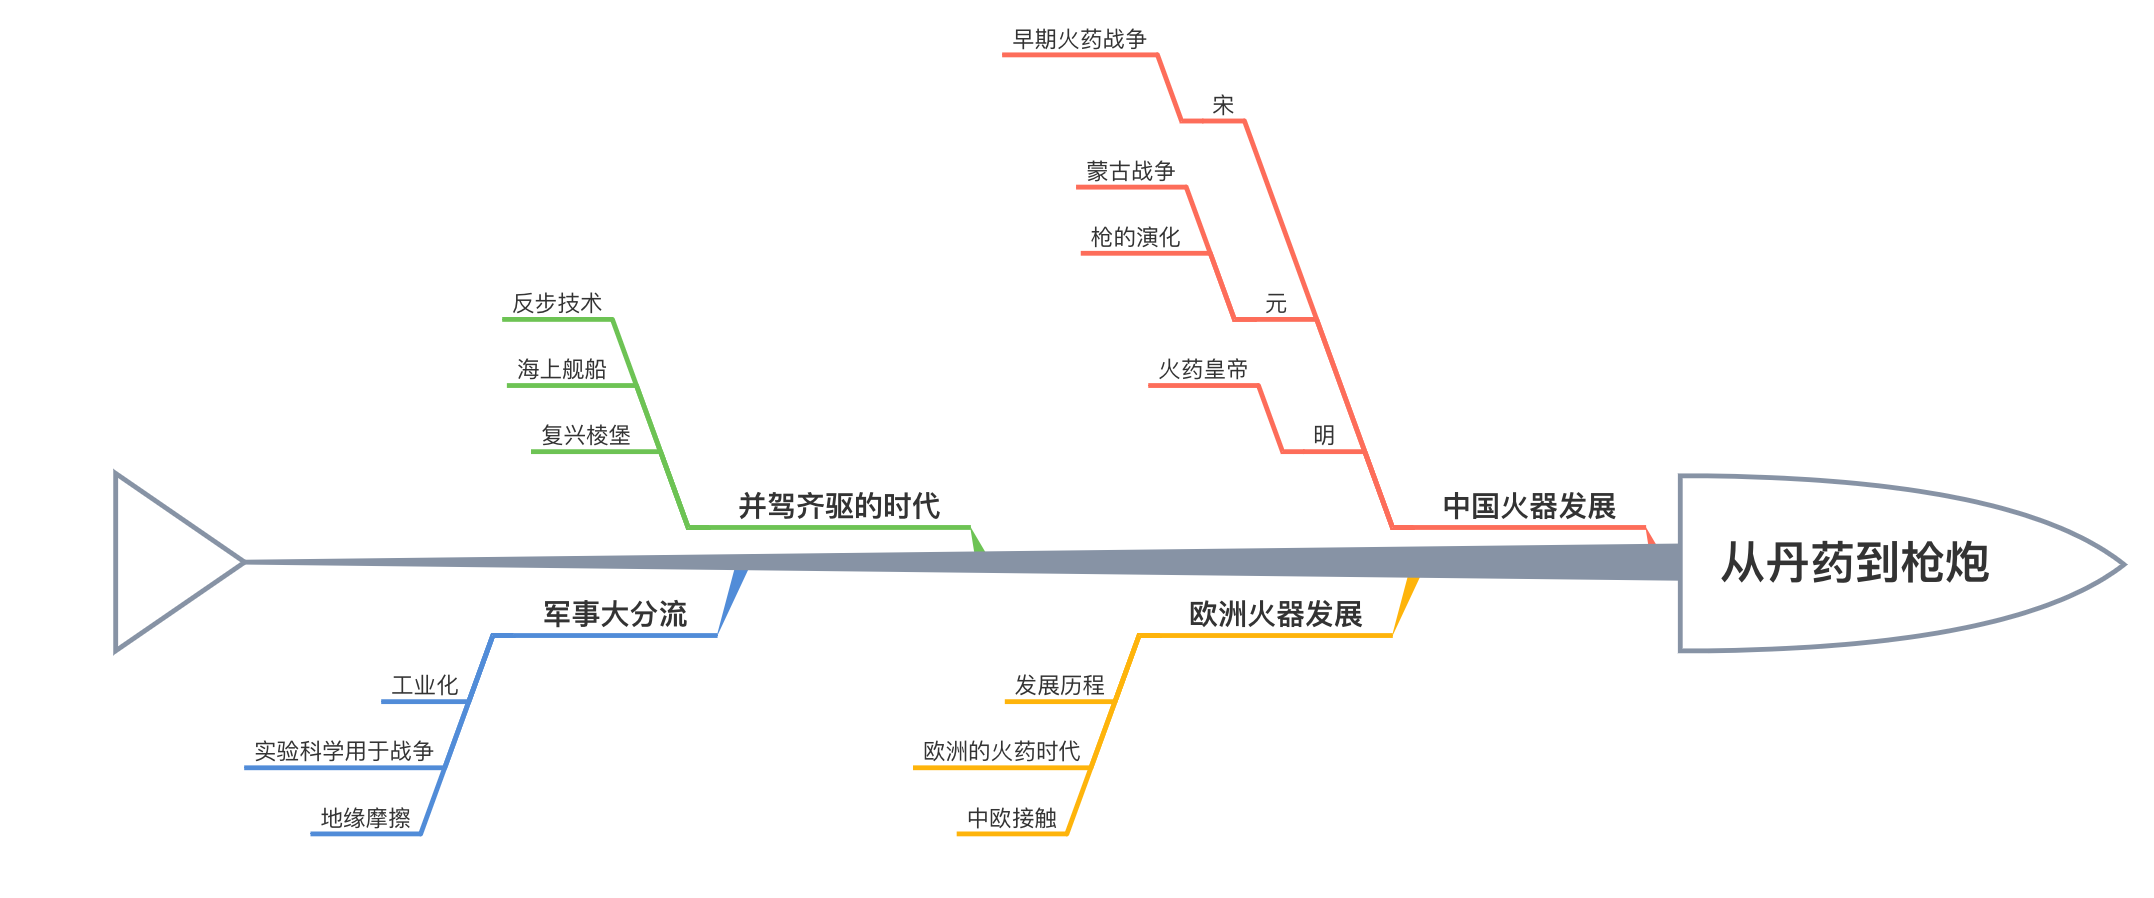 从丹药到枪炮
中国火器发展
宋
早期火药战争
元
蒙古战争
枪的演化
明
火药皇帝
欧洲火器发展
发展历程
欧洲的火药时代
中欧接触
并驾齐驱的时代
反步技术
海上舰船
复兴棱堡
军事大分流
工业化
实验科学用于战争
地缘摩擦